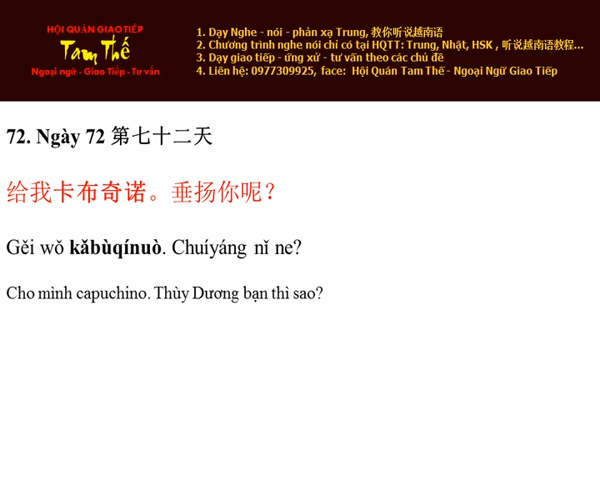 HỘI QUÁN GIAO TIẾP
Tam Thế
Ngoại ngữ - Giao Tiếp - Tư vấn
1. Dạy Nghe - nói - phản xạ Trung, 教你听说越南语
2. Chương trình nghe nói chỉ có tại HQTT: Trung, Nhật, HSK , 听说越南语教程...
3. Dạy giao tiếp - ứng xử - tư vấn theo các chủ đề
4. Liên hệ: 0977309925, face: Hội Quán Tam Thế - Ngoại Ngữ Giao Tiếp
72. Ngày 72 第七十二天
给我卡布奇诺。垂扬你呢？
Gěi wǒ kǎbùqínuò. Chuíyáng nǐ ne?
Cho mình capuchino. Thùy Dương bạn thì sao?